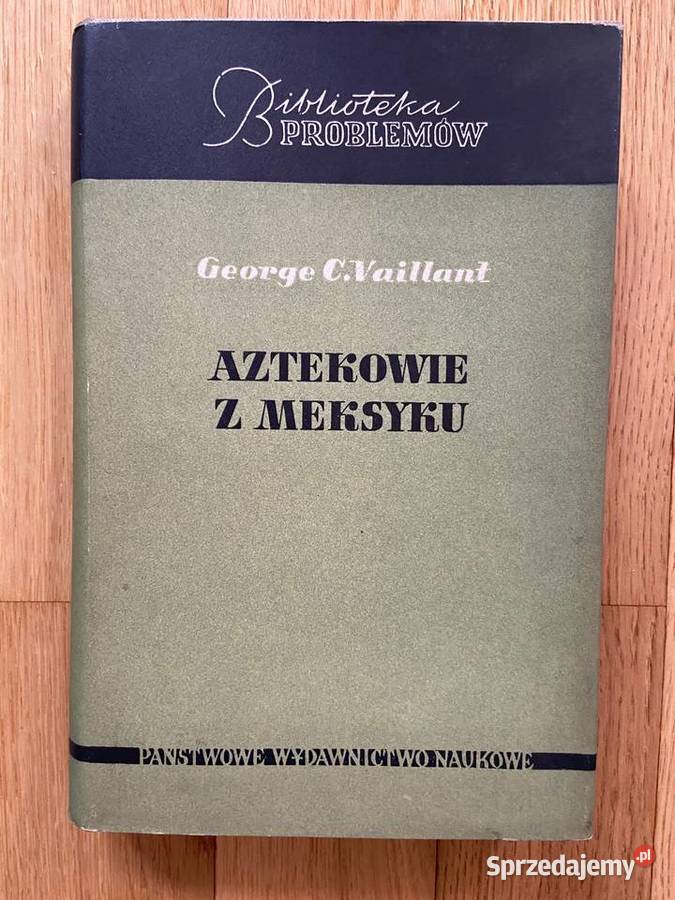 Biblioteka
PROBLEMÓW
George C. Vaillant
AZTEKOWIE
Z MEKSYKU
PAŃSTWOWE WYDAWNICTWO NAUKOWE
Sprzedajemy.pl